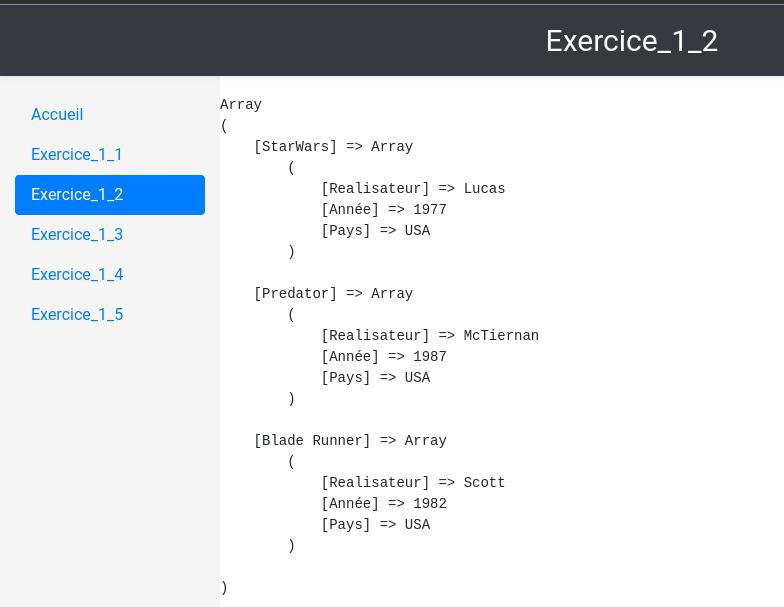 Exercice_1_2
Accueil
Exercice_1_1
Exercice_1_2
Exercice_1_3
Exercice_1_4
Exercice_1_5
Array
(
    [StarWars] => Array
        (
            [Realisateur] => Lucas
            [Année] => 1977
            [Pays] => USA
        )

    [Predator] => Array
        (
            [Realisateur] => McTiernan
            [Année] => 1987
            [Pays] => USA
        )

    [Blade Runner] => Array
        (
            [Realisateur] => Scott
            [Année] => 1982
            [Pays] => USA
        )

)